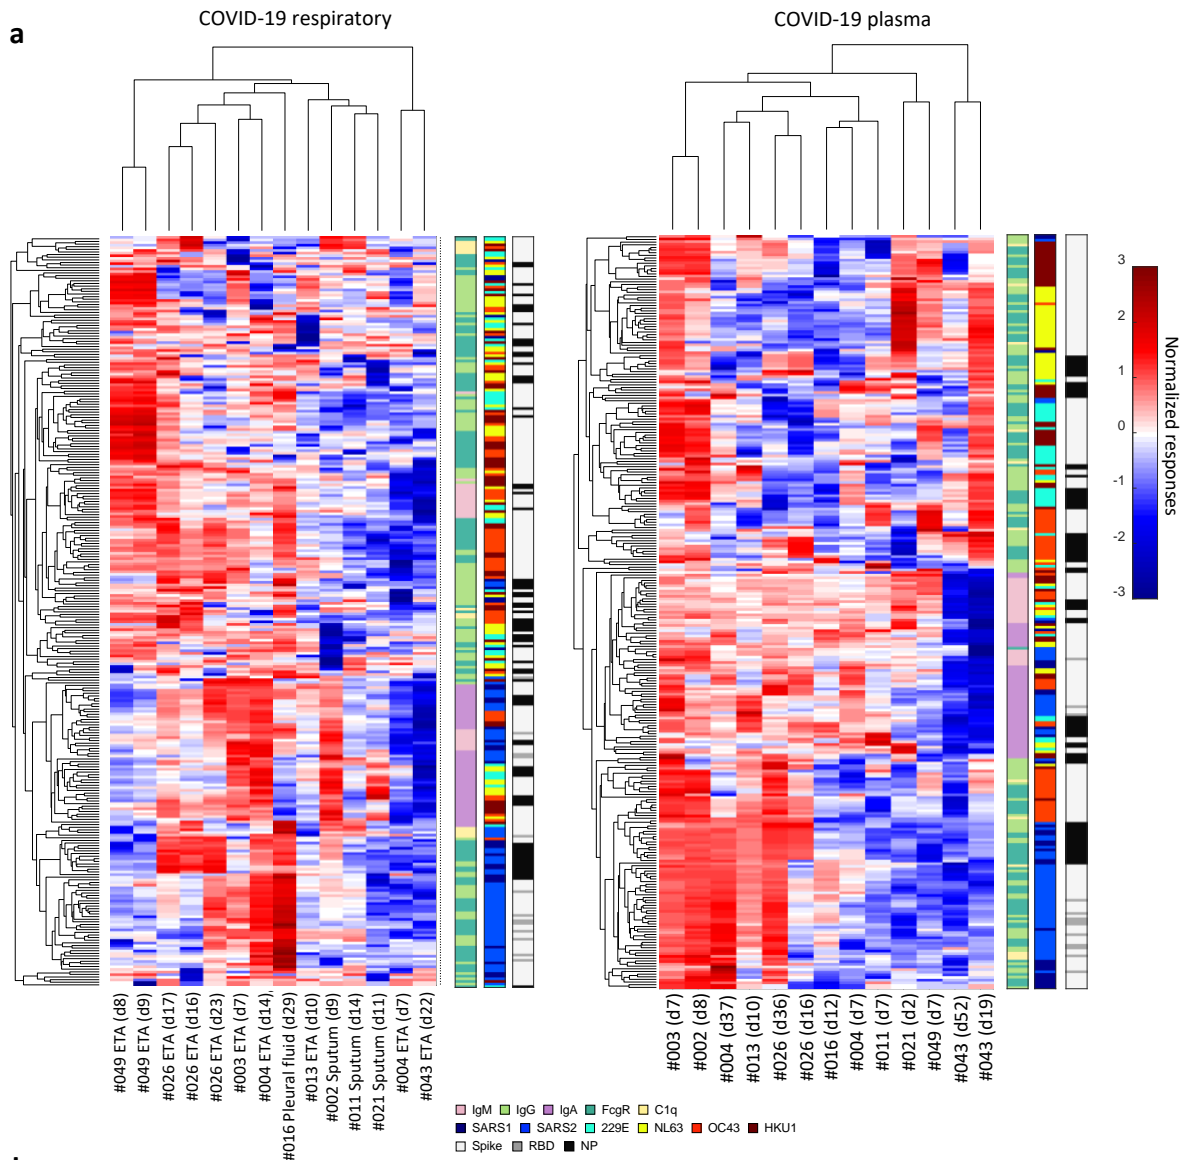 a
COVID-19 respiratory
COVID-19 plasma
3
2
1
0
-1
-2
-3
Normalized responses
#049 ETA (d8)
#049 ETA (d9)
#026 ETA (d17)
#026 ETA (d16)
#026 ETA (d23)
#003 ETA (d7)
#004 ETA (d14)
#016 Pleural fluid (d29)
#013 ETA (d10)
#002 Sputum (d9)
#011 Sputum (d14)
#021 Sputum (d11)
#004 ETA (d7)
#043 ETA (d22)
#003 (d7)
#002 (d8)
#004 (d37)
#013 (d10)
#026 (d36)
#026 (d16)
#016 (d12)
#004 (d7)
#011 (d7)
#021 (d2)
#049 (d7)
#043 (d52)
#043 (d19)
IgM IgG IgA FcgR C1q
SARS1 SARS2 229E NL63 OC43 HKU1
Spike RBD NP